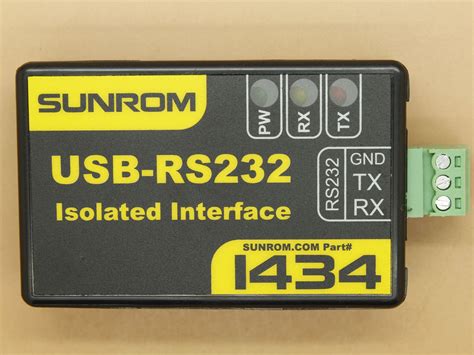 SUNROM
PW
RX
TX
USB-RS232
Isolated Interface
RS232
GND
TX
RX
SUNROM.COM Part#
1434